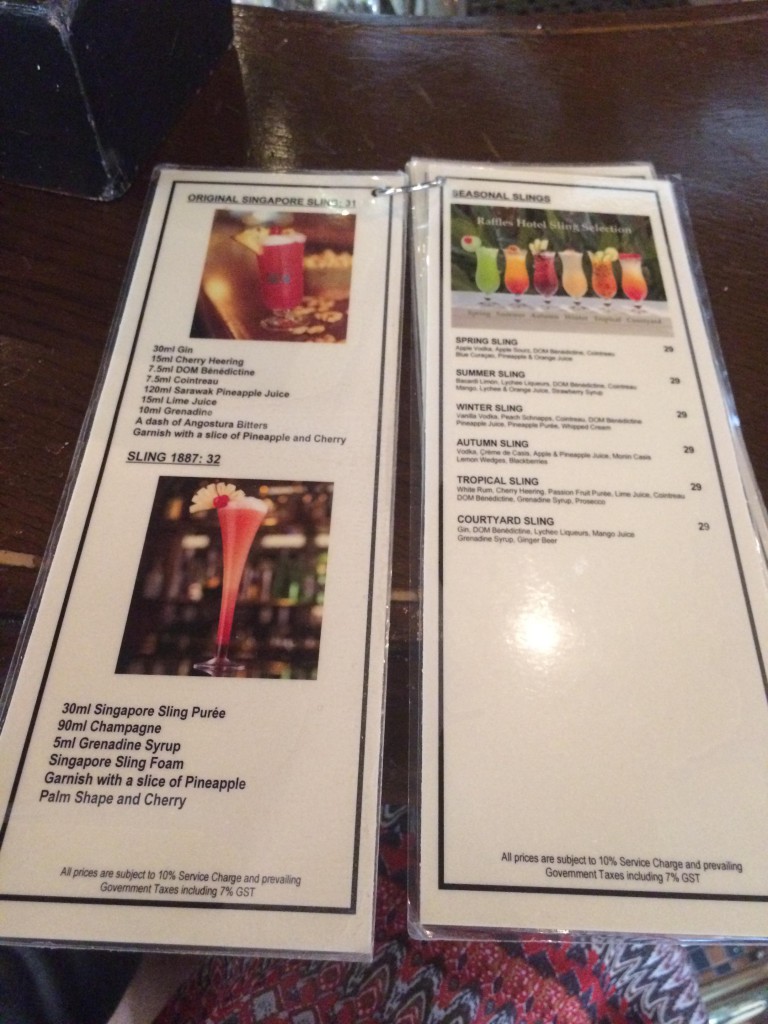 ORIGINAL SINGAPORE SLING: 31
30ml Gin
15ml Cherry Heering
7.5ml DOM Bénédictine
7.5ml Cointreau
120ml Sarawak Pineapple Juice
15ml Lime Juice
10ml Grenadine
A dash of Angostura Bitters
Garnish with a slice of Pineapple and Cherry
SLING 1887: 32
30ml Singapore Sling Purée
90ml Champagne
5ml Grenadine Syrup
Singapore Sling Foam
Garnish with a slice of Pineapple
Palm Shape and Cherry
All prices are subject to 10% Service Charge and prevailing
Government Taxes including 7% GST
SEASONAL SLINGS
Raffles Hotel Sling Selection
Spring Summer Autumn Winter Tropical Courtyard
SPRING SLING 29
Apple Vodka, Apple Sourz, DOM Bénédictine, Cointreau
Blue Curaçao, Pineapple & Orange Juice
SUMMER SLING 29
Bacardi Limon, Lychee Liqueurs, DOM Bénédictine, Cointreau
Mango, Lychee & Orange Juice, Strawberry Syrup
WINTER SLING 29
Vanilla Vodka, Peach Schnapps, Cointreau, DOM Bénédictine
Pineapple Juice, Pineapple Purée, Whipped Cream
AUTUMN SLING 29
Vodka, Crème de Casis, Apple & Pineapple Juice, Monin Casis
Lemon Wedges, Blackberries
TROPICAL SLING 29
White Rum, Cherry Heering, Passion Fruit Purée, Lime Juice, Cointreau
DOM Bénédictine, Grenadine Syrup, Prosecco
COURTYARD SLING 29
Gin, DOM Bénédictine, Lychee Liqueurs, Mango Juice
Grenadine Syrup, Ginger Beer
All prices are subject to 10% Service Charge and prevailing
Government Taxes including 7% GST